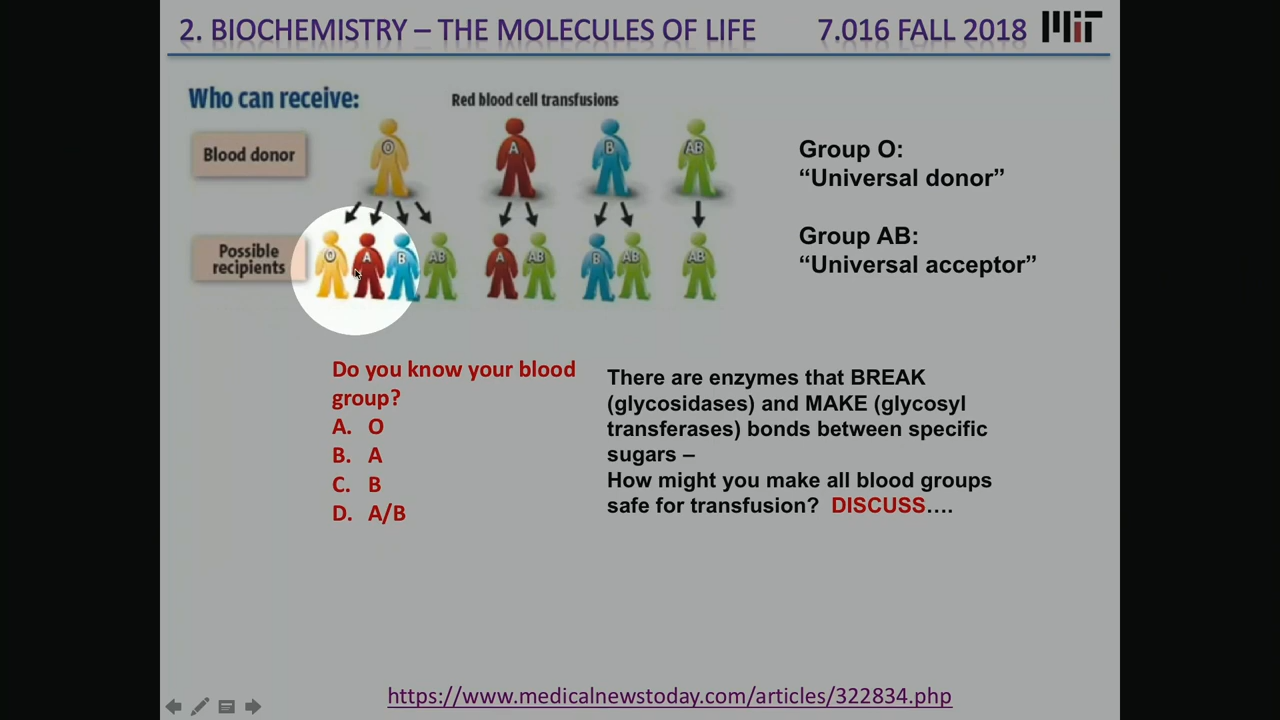 2. BIOCHEMISTRY – THE MOLECULES OF LIFE 7.016 FALL 2018 MIT
Who can receive:
Red blood cell transfusions
Blood donor
O A B AB
Group O:
“Universal donor”
Possible
recipients
O A B AB A AB B AB AB
Group AB:
“Universal acceptor”
Do you know your blood
group?
A. O
B. A
C. B
D. A/B
There are enzymes that BREAK
(glycosidases) and MAKE (glycosyl
transferases) bonds between specific
sugars –
How might you make all blood groups
safe for transfusion? DISCUSS....
https://www.medicalnewstoday.com/articles/322834.php